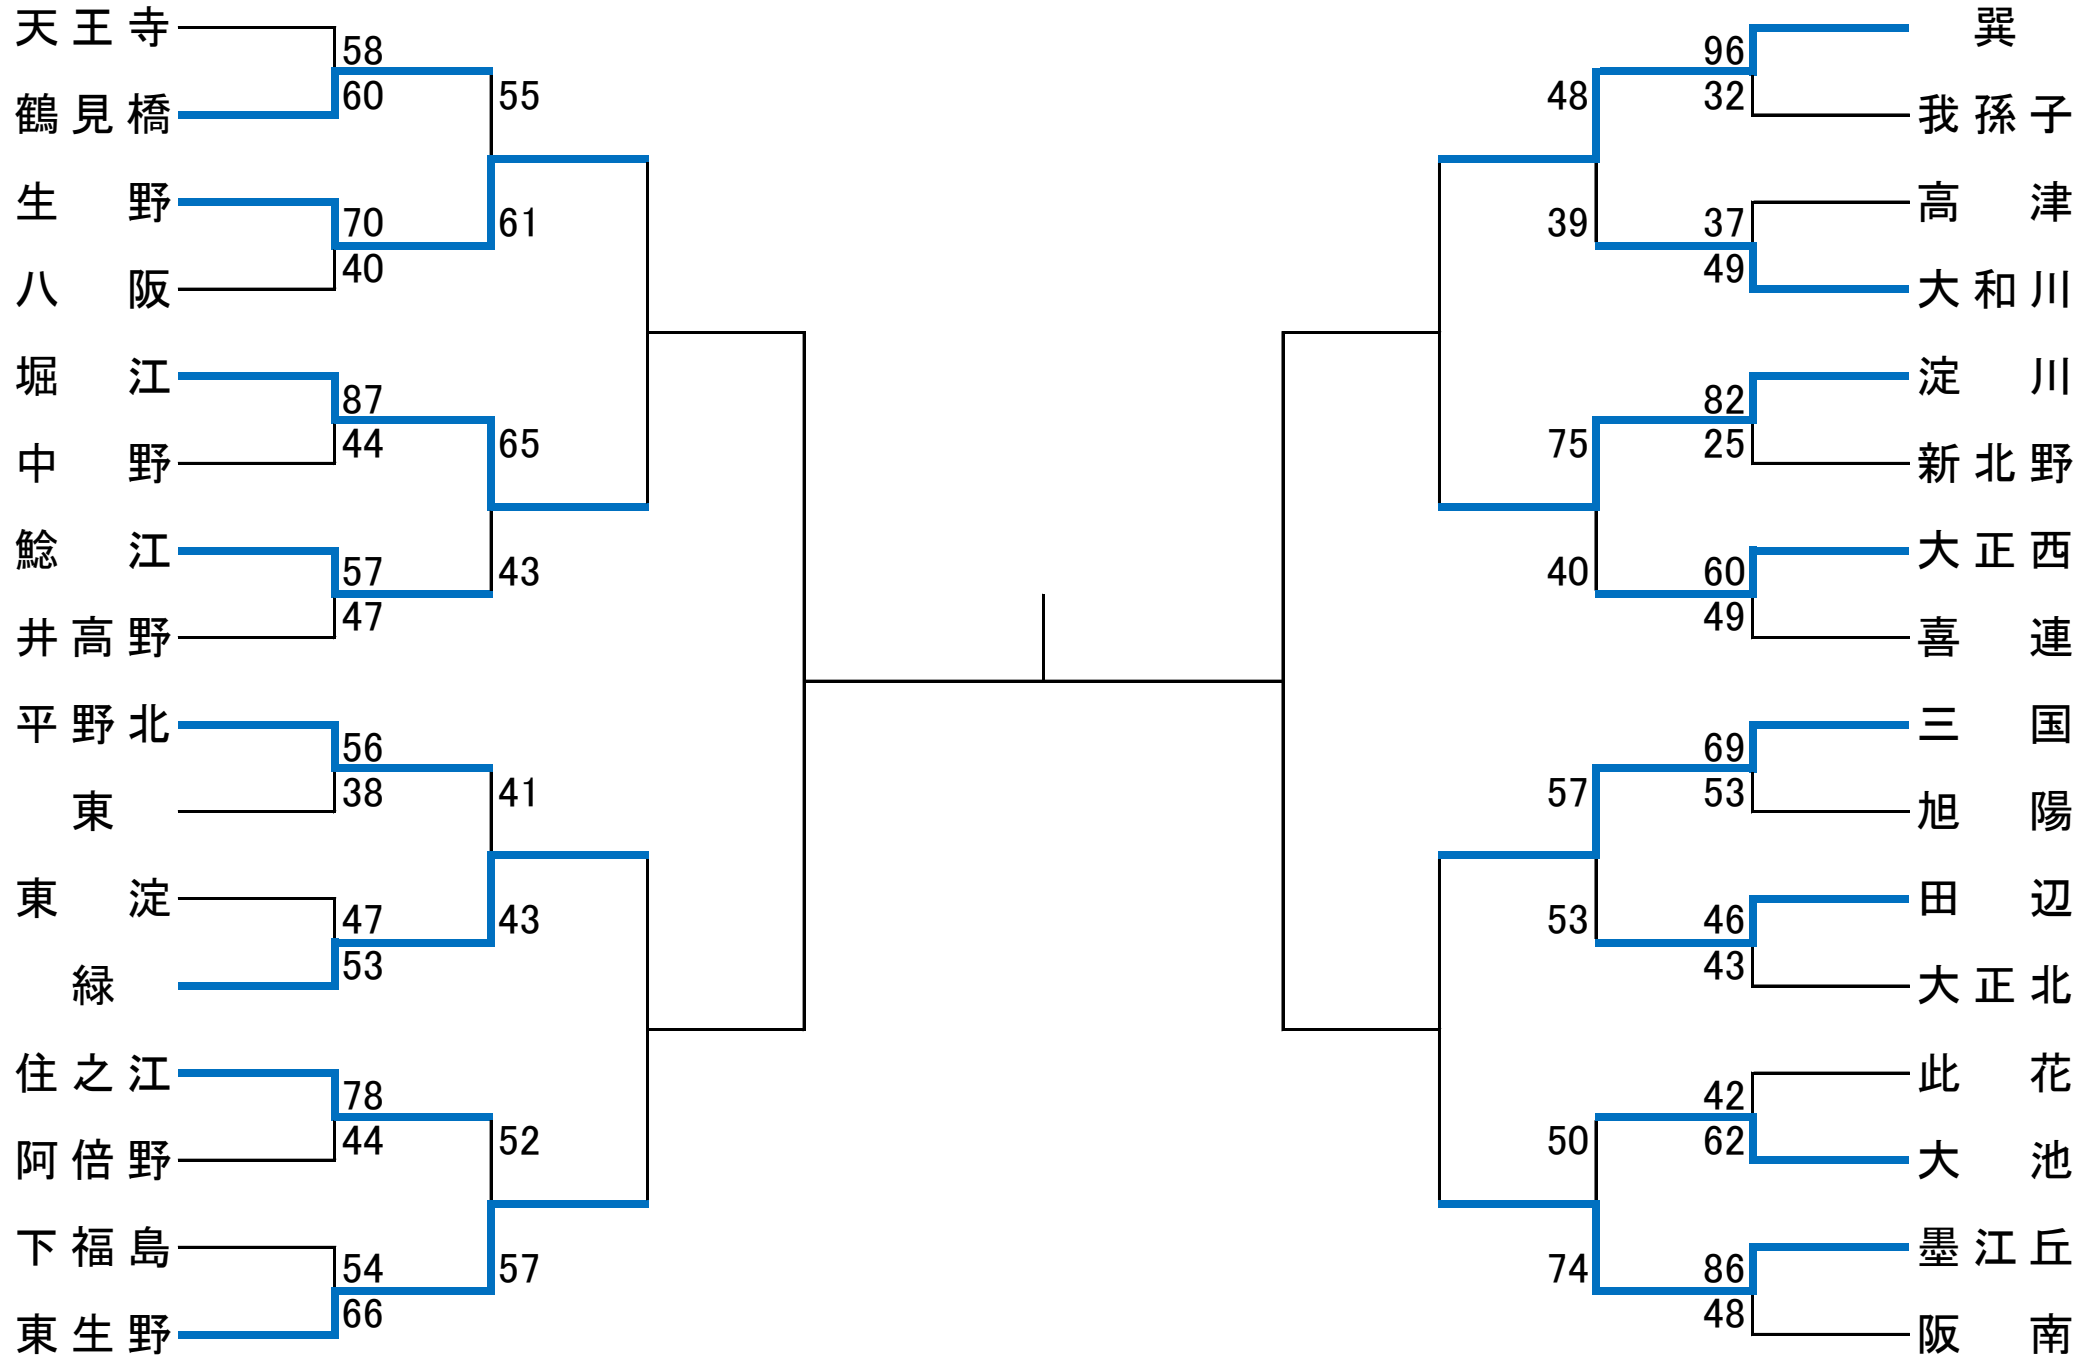 天王寺 巽
58 96
鶴見橋 60 55 48 32 我孫子
生野 70 61 39 37 高津
八阪 40 49 大和川
堀江 87 82 淀川
中野 44 65 75 25 新北野
鯰江 57 43 40 60 大正西
井高野 47 49 喜連
平野北 56 69 三国
東 38 41 57 53 旭陽
東淀 47 43 53 46 田辺
緑 53 43 大正北
住之江 78 42 此花
阿倍野 44 52 50 62 大池
下福島 54 57 74 86 墨江丘
東生野 66 48 阪南